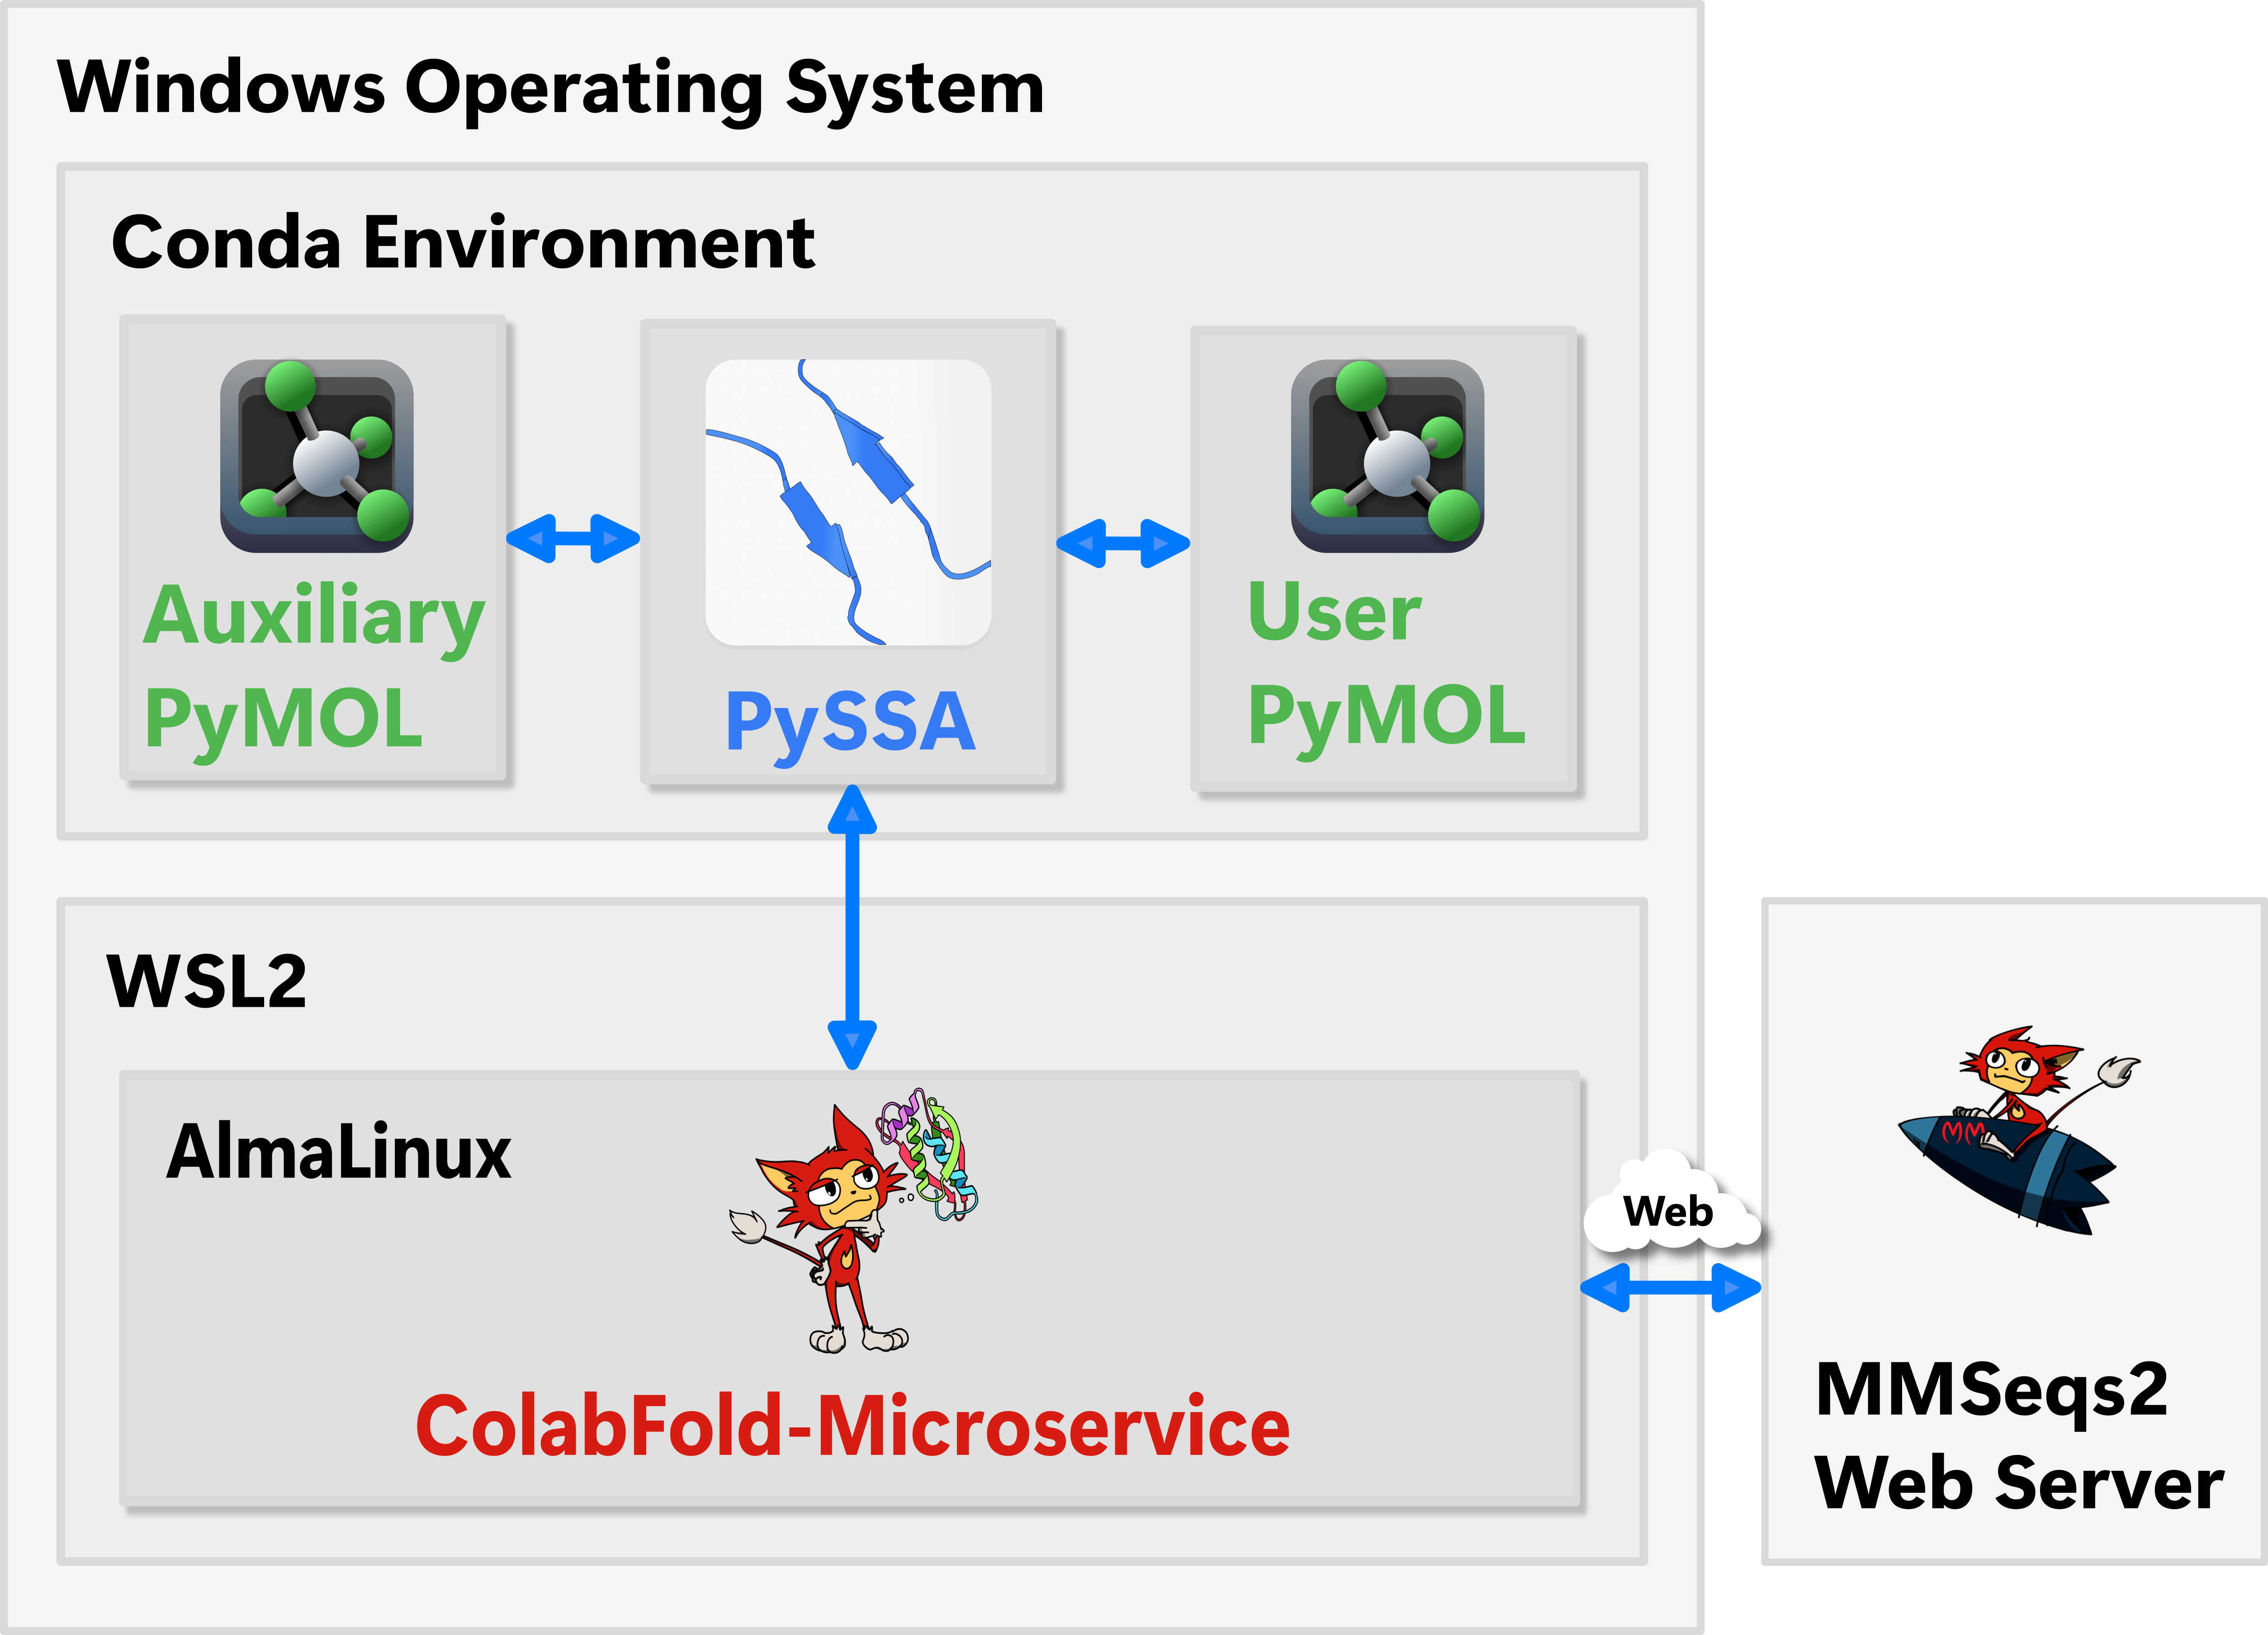 Windows Operating System
Conda Environment
Auxiliary
PyMOL
PySSA
User
PyMOL
WSL2
AlmaLinux
ColabFold-Microservice
Web
MM
MMSeqs2
Web Server